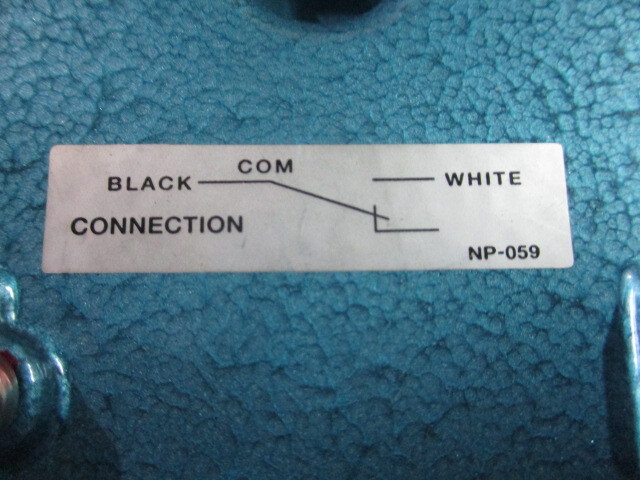 COM
BLACK WHITE
CONNECTION
NP-059